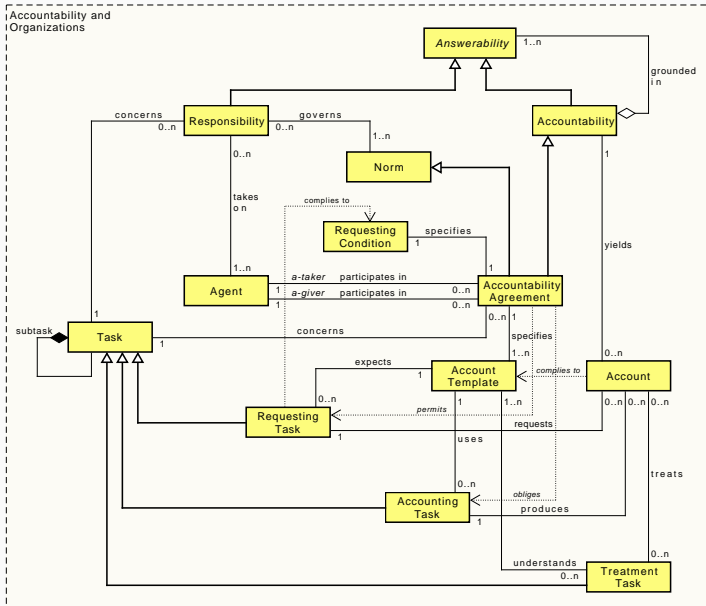 Accountability and
Organizations
Answerability
1..n
grounded
in
concerns
0..n
Responsibility
0..n
governs
1..n
Accountability
1
0..n
Norm
takes
on
complies to
Requesting
Condition
1
specifies
1
yields
1..n
Agent
1
a-taker
participates in
0..n
1
a-giver
participates in
0..n
Accountability
Agreement
1
subtask
Task
1
concerns
0..n
1
specifies
1..n
0..n
expects
1
Account
Template
complies to
Account
0..n
1
1..n
0..n
0..n
0..n
Requesting
Task
permits
1
requests
uses
treats
0..n
Accounting
Task
obliges
1
produces
understands
0..n
0..n
Treatment
Task